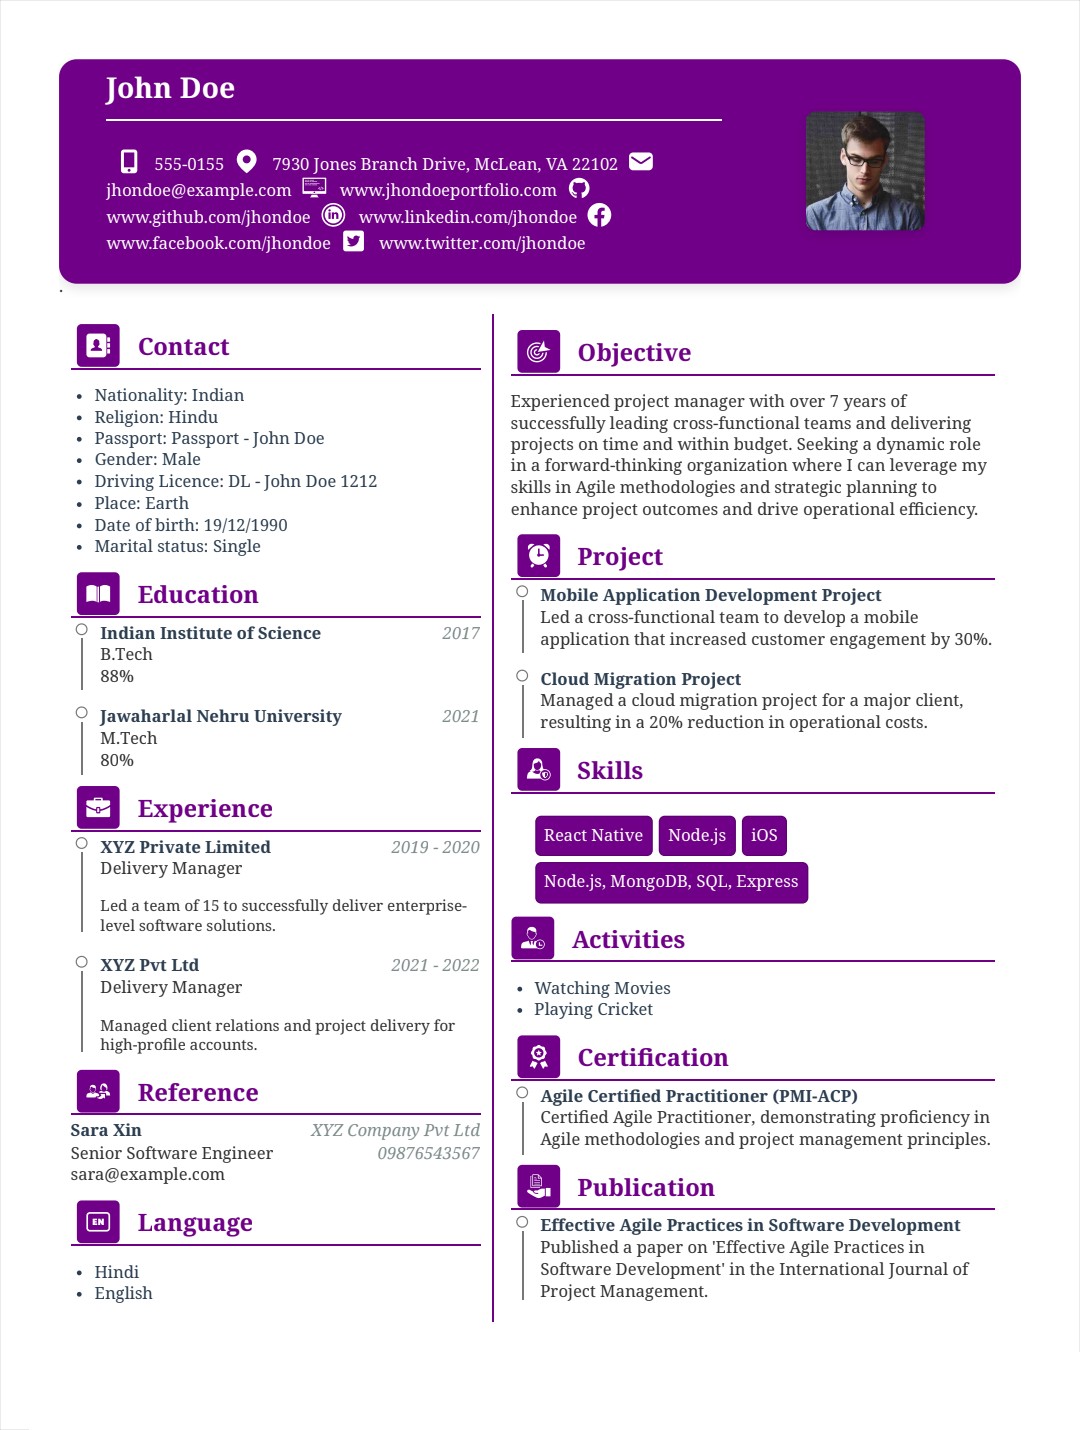 John Doe
555-0155 7930 Jones Branch Drive, McLean, VA 22102
jhondoe@example.com www.jhondoeportfolio.com
www.github.com/jhondoe www.linkedin.com/jhondoe
www.facebook.com/jhondoe www.twitter.com/jhondoe
.
Contact
• Nationality: Indian
• Religion: Hindu
• Passport: Passport - John Doe
• Gender: Male
• Driving Licence: DL - John Doe 1212
• Place: Earth
• Date of birth: 19/12/1990
• Marital status: Single
Education
Indian Institute of Science 2017
B.Tech
88%
Jawaharlal Nehru University 2021
M.Tech
80%
Experience
XYZ Private Limited 2019 - 2020
Delivery Manager
Led a team of 15 to successfully deliver enterprise-
level software solutions.
XYZ Pvt Ltd 2021 - 2022
Delivery Manager
Managed client relations and project delivery for
high-profile accounts.
Reference
Sara Xin XYZ Company Pvt Ltd
Senior Software Engineer 09876543567
sara@example.com
Language
EN
• Hindi
• English
Objective
Experienced project manager with over 7 years of
successfully leading cross-functional teams and delivering
projects on time and within budget. Seeking a dynamic role
in a forward-thinking organization where I can leverage my
skills in Agile methodologies and strategic planning to
enhance project outcomes and drive operational efficiency.
Project
Mobile Application Development Project
Led a cross-functional team to develop a mobile
application that increased customer engagement by 30%.
Cloud Migration Project
Managed a cloud migration project for a major client,
resulting in a 20% reduction in operational costs.
Skills
React Native Node.js iOS
Node.js, MongoDB, SQL, Express
Activities
• Watching Movies
• Playing Cricket
Certification
Agile Certified Practitioner (PMI-ACP)
Certified Agile Practitioner, demonstrating proficiency in
Agile methodologies and project management principles.
Publication
Effective Agile Practices in Software Development
Published a paper on 'Effective Agile Practices in
Software Development' in the International Journal of
Project Management.